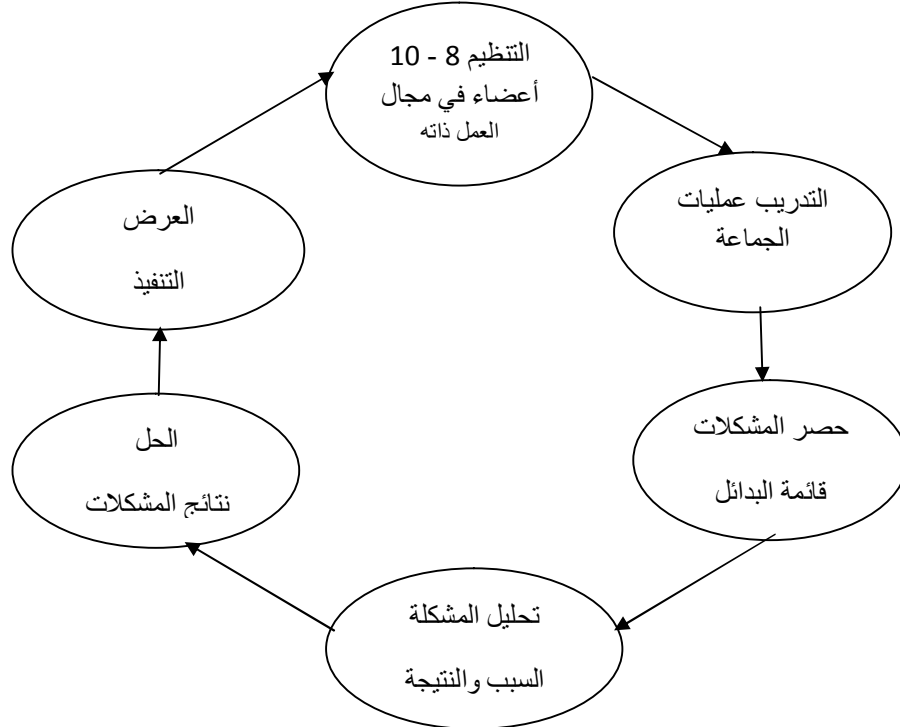 التنظيم 8 - 10
أعضاء في مجال
العمل ذاته
التدريب عمليات
الجماعة
حصر المشكلات
قائمة البدائل
تحليل المشكلة
السبب والنتيجة
الحل
نتائج المشكلات
العرض
التنفيذ